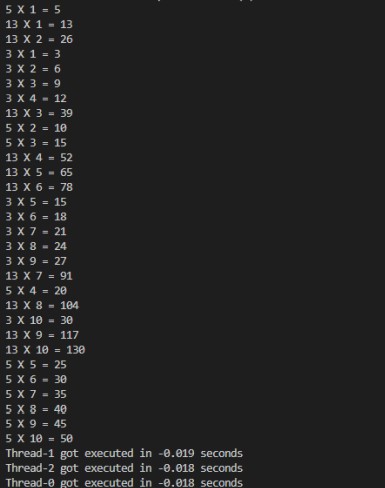 5 X 1 = 5
13 X 1 = 13
13 X 2 = 26
3 X 1 = 3
3 X 2 = 6
3 X 3 = 9
3 X 4 = 12
13 X 3 = 39
5 X 2 = 10
5 X 3 = 15
13 X 4 = 52
13 X 5 = 65
13 X 6 = 78
3 X 5 = 15
3 X 6 = 18
3 X 7 = 21
3 X 8 = 24
3 X 9 = 27
13 X 7 = 91
5 X 4 = 20
13 X 8 = 104
3 X 10 = 30
13 X 9 = 117
13 X 10 = 130
5 X 5 = 25
5 X 6 = 30
5 X 7 = 35
5 X 8 = 40
5 X 9 = 45
5 X 10 = 50
Thread-1 got executed in -0.019 seconds
Thread-2 got executed in -0.018 seconds
Thread-0 got executed in -0.018 seconds